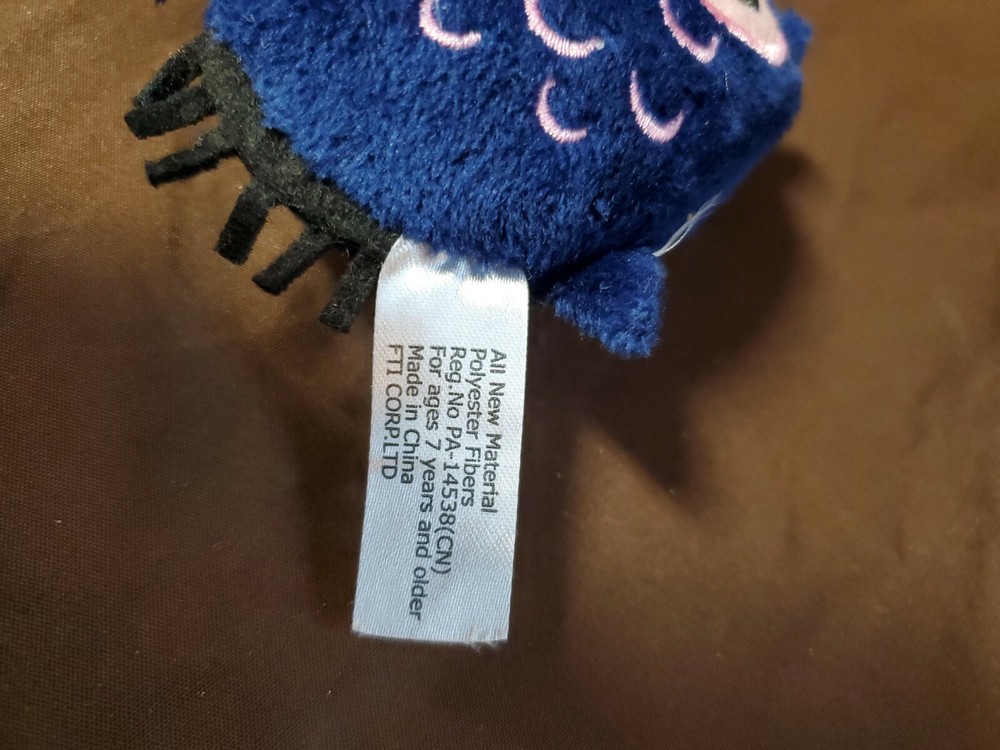 All New Material
Polyester Fibers
Reg.No PA-14538(CN)
For ages 7 years and older
Made in China
FTI CORP.LTD